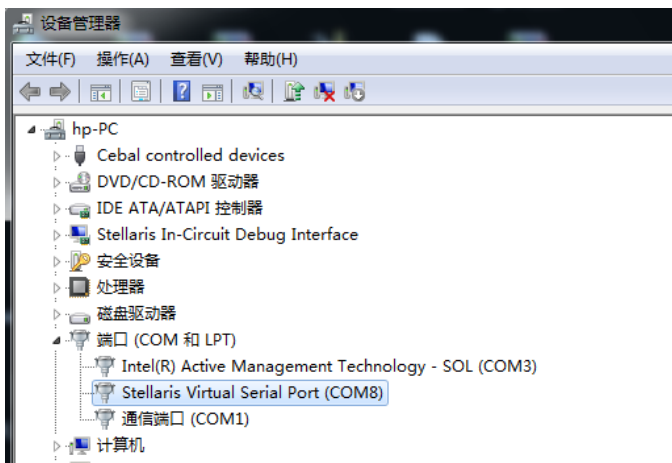 设备管理器
文件(F) 操作(A) 查看(V) 帮助(H)
hp-PC
Cebal controlled devices
DVD/CD-ROM 驱动器
IDE ATA/ATAPI 控制器
Stellaris In-Circuit Debug Interface
安全设备
处理器
磁盘驱动器
端口 (COM 和 LPT)
Intel(R) Active Management Technology - SOL (COM3)
Stellaris Virtual Serial Port (COM8)
通信端口 (COM1)
计算机